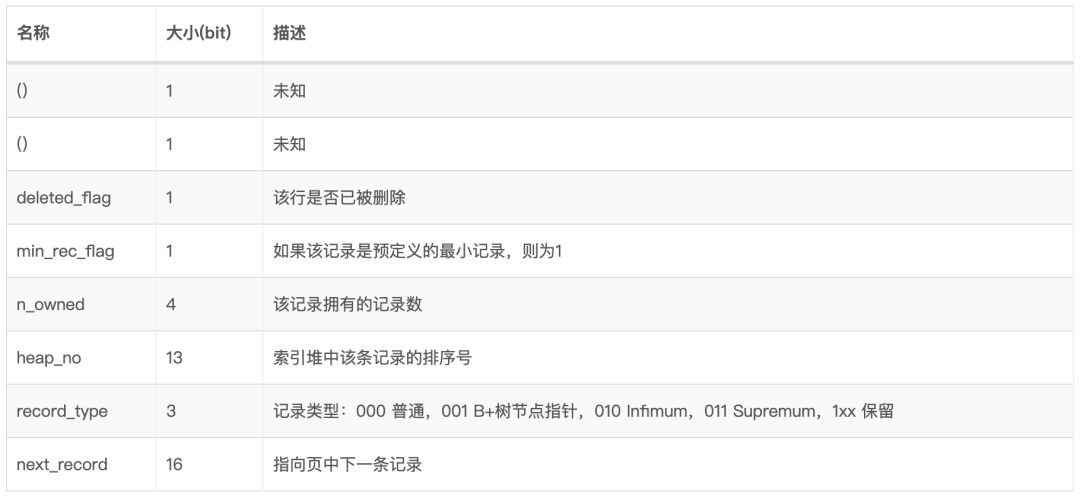 名称 大小(bit) 描述
() 1 未知
() 1 未知
deleted_flag 1 该行是否已被删除
min_rec_flag 1 如果该记录是预定义的最小记录，则为1
n_owned 4 该记录拥有的记录数
heap_no 13 索引堆中该条记录的排序号
record_type 3 记录类型：000 普通，001 B+树节点指针，010 Infimum，011 Supremum，1xx 保留
next_record 16 指向页中下一条记录